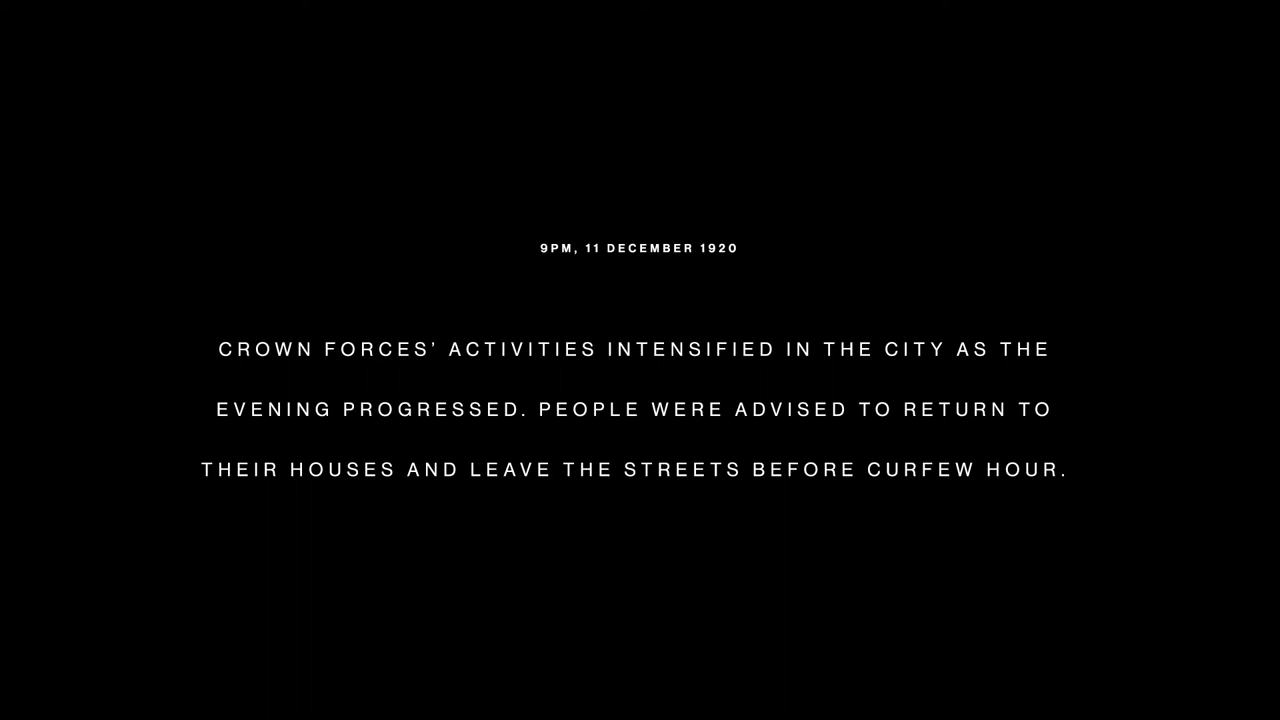 9PM, 11 DECEMBER 1920
CROWN FORCES’ ACTIVITIES INTENSIFIED IN THE CITY AS THE
EVENING PROGRESSED. PEOPLE WERE ADVISED TO RETURN TO
THEIR HOUSES AND LEAVE THE STREETS BEFORE CURFEW HOUR.